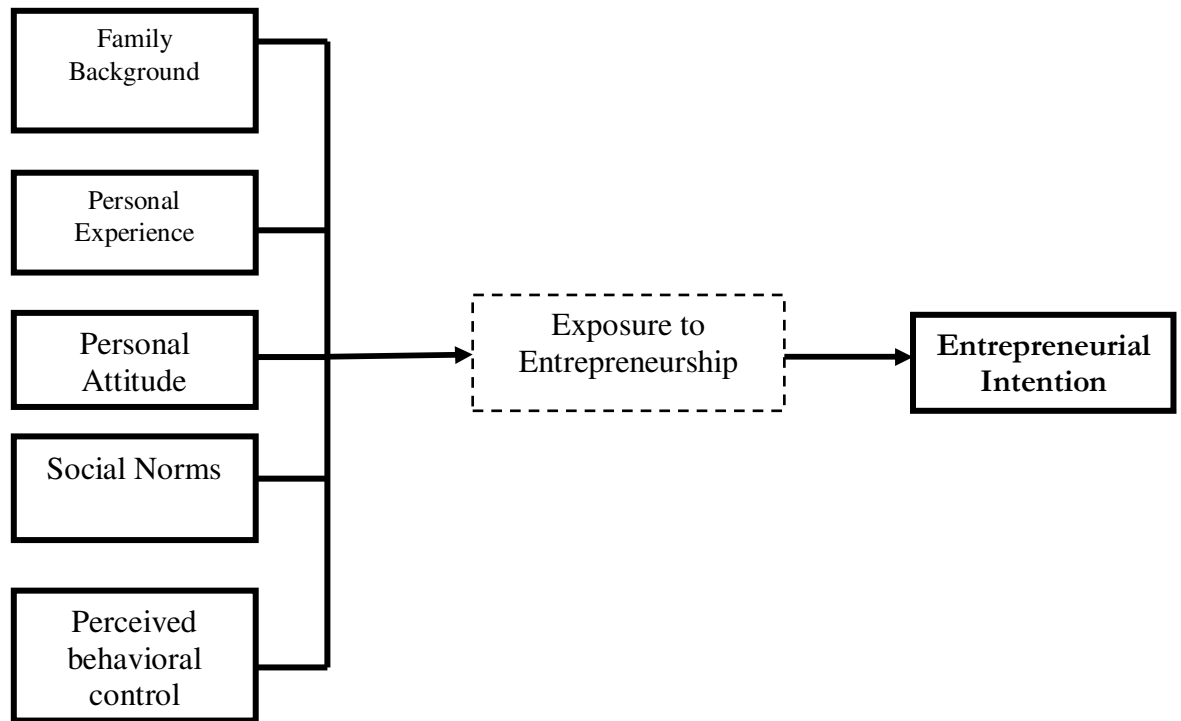 Family
Background
Personal
Experience
Personal
Attitude
Social Norms
Perceived
behavioral
control
Exposure to
Entrepreneurship
Entrepreneurial
Intention